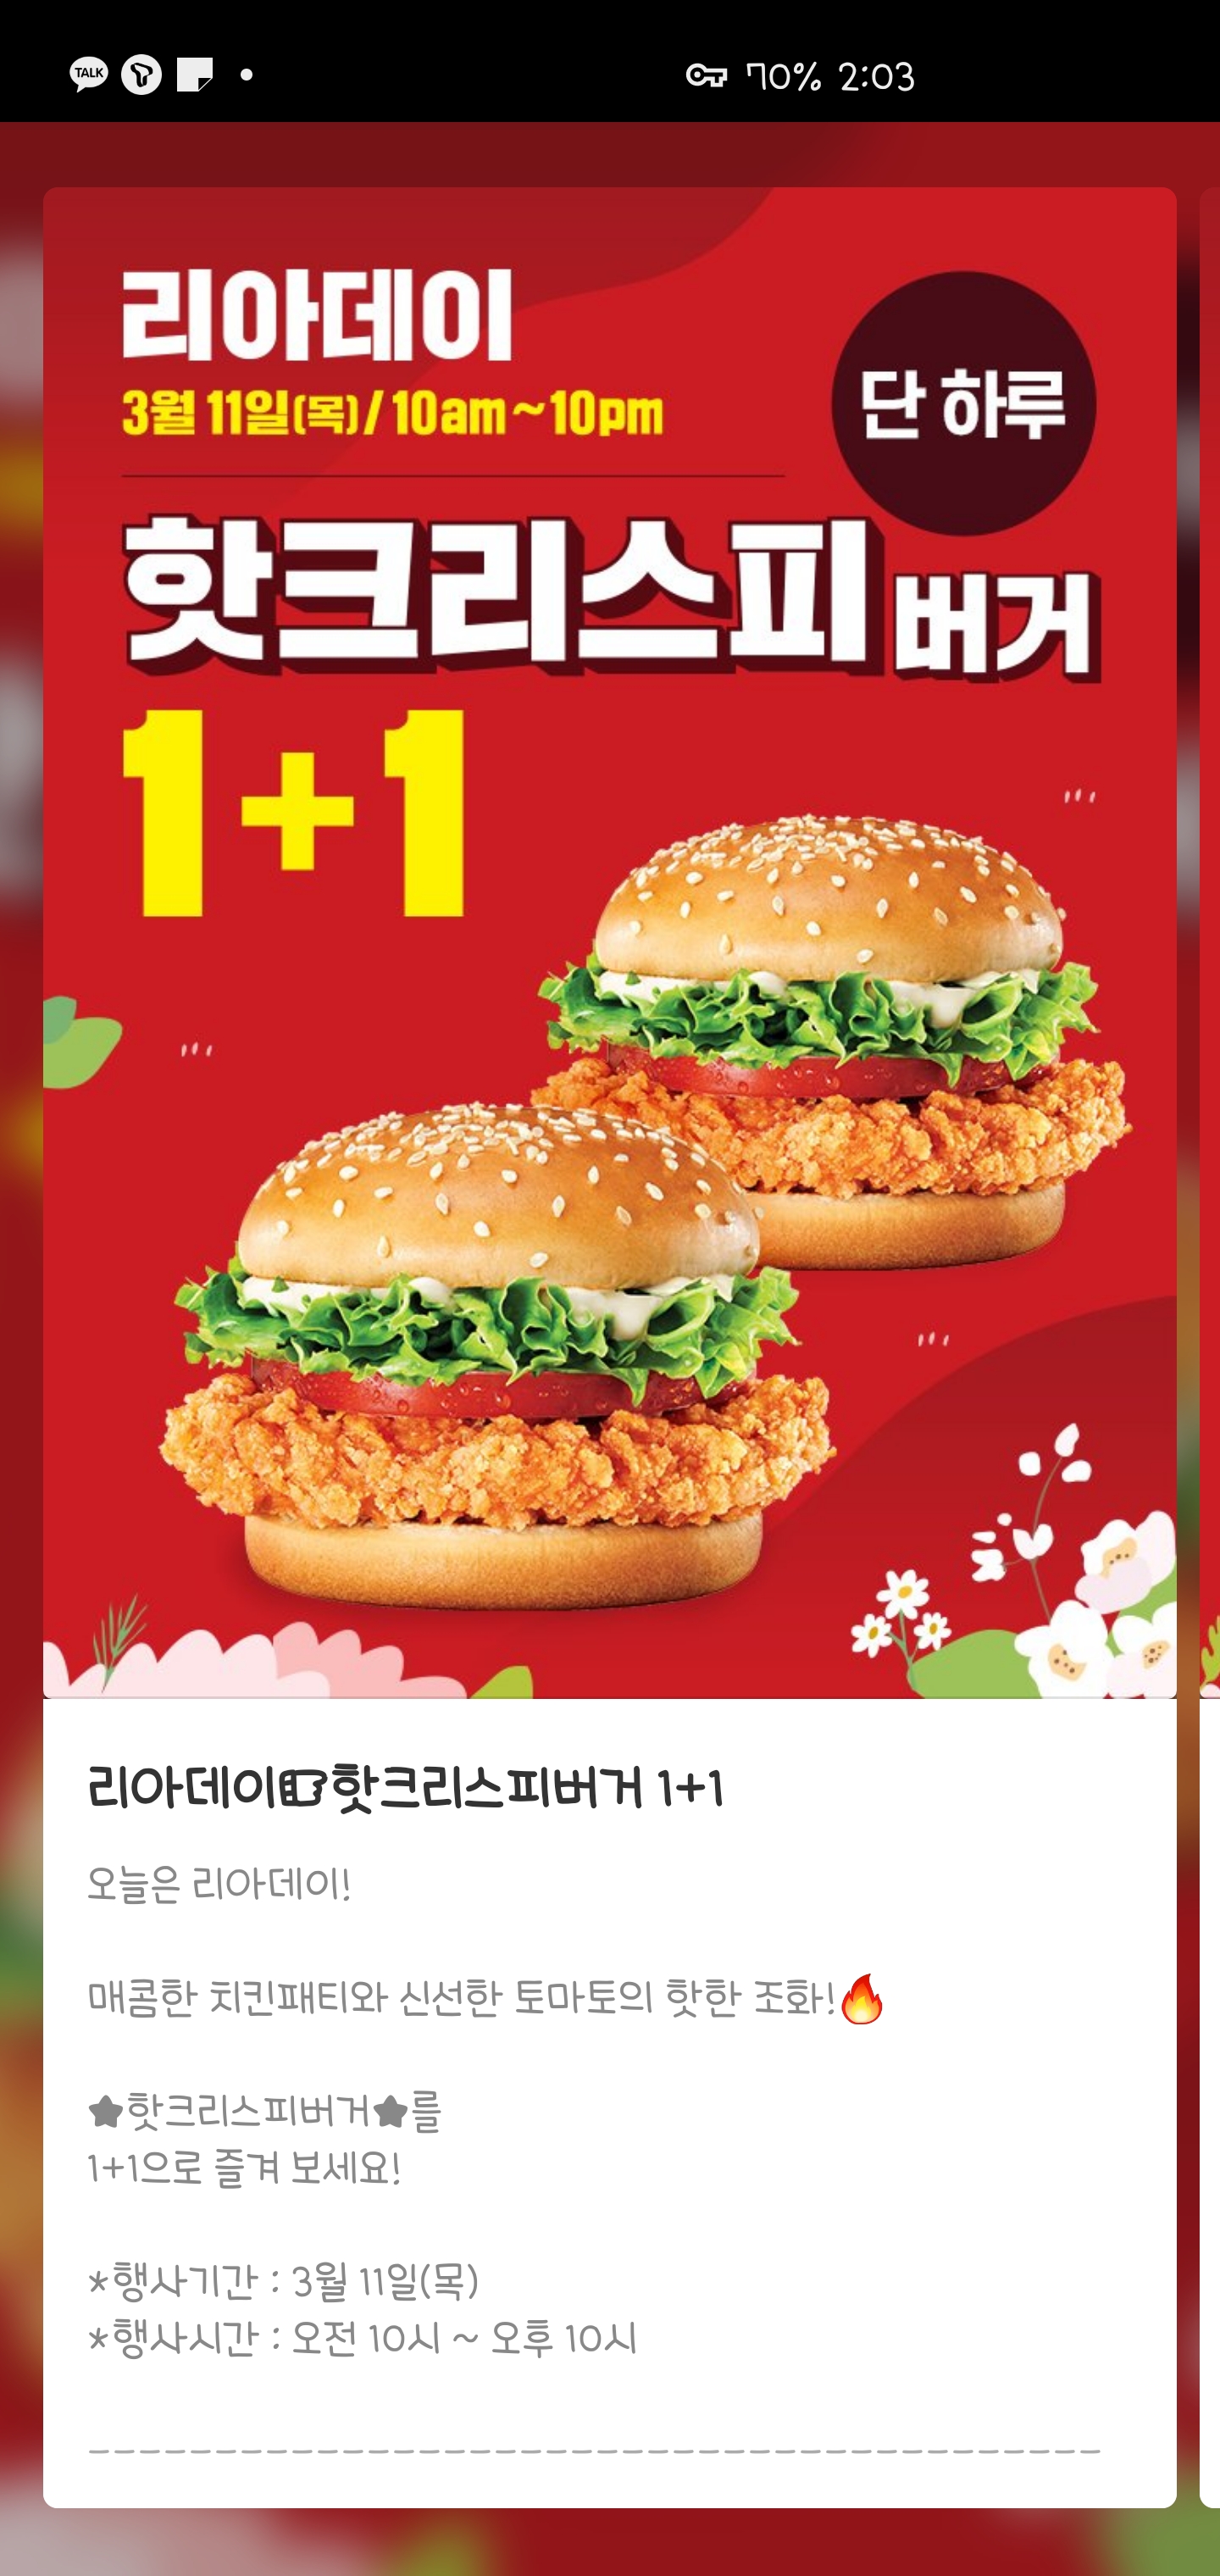 TALK
70% 2:03
리아데이
3월 11일(목) / 10am~10pm
단 하루
핫크리스피버거
1+1
리아데이👉핫크리스피버거 1+1
오늘은 리아데이!
매콤한 치킨패티와 신선한 토마토의 핫한 조화!🔥
★핫크리스피버거★를
1+1으로 즐겨 보세요!
*행사기간 : 3월 11일(목)
*행사시간 : 오전 10시 ~ 오후 10시
----------------------------------------